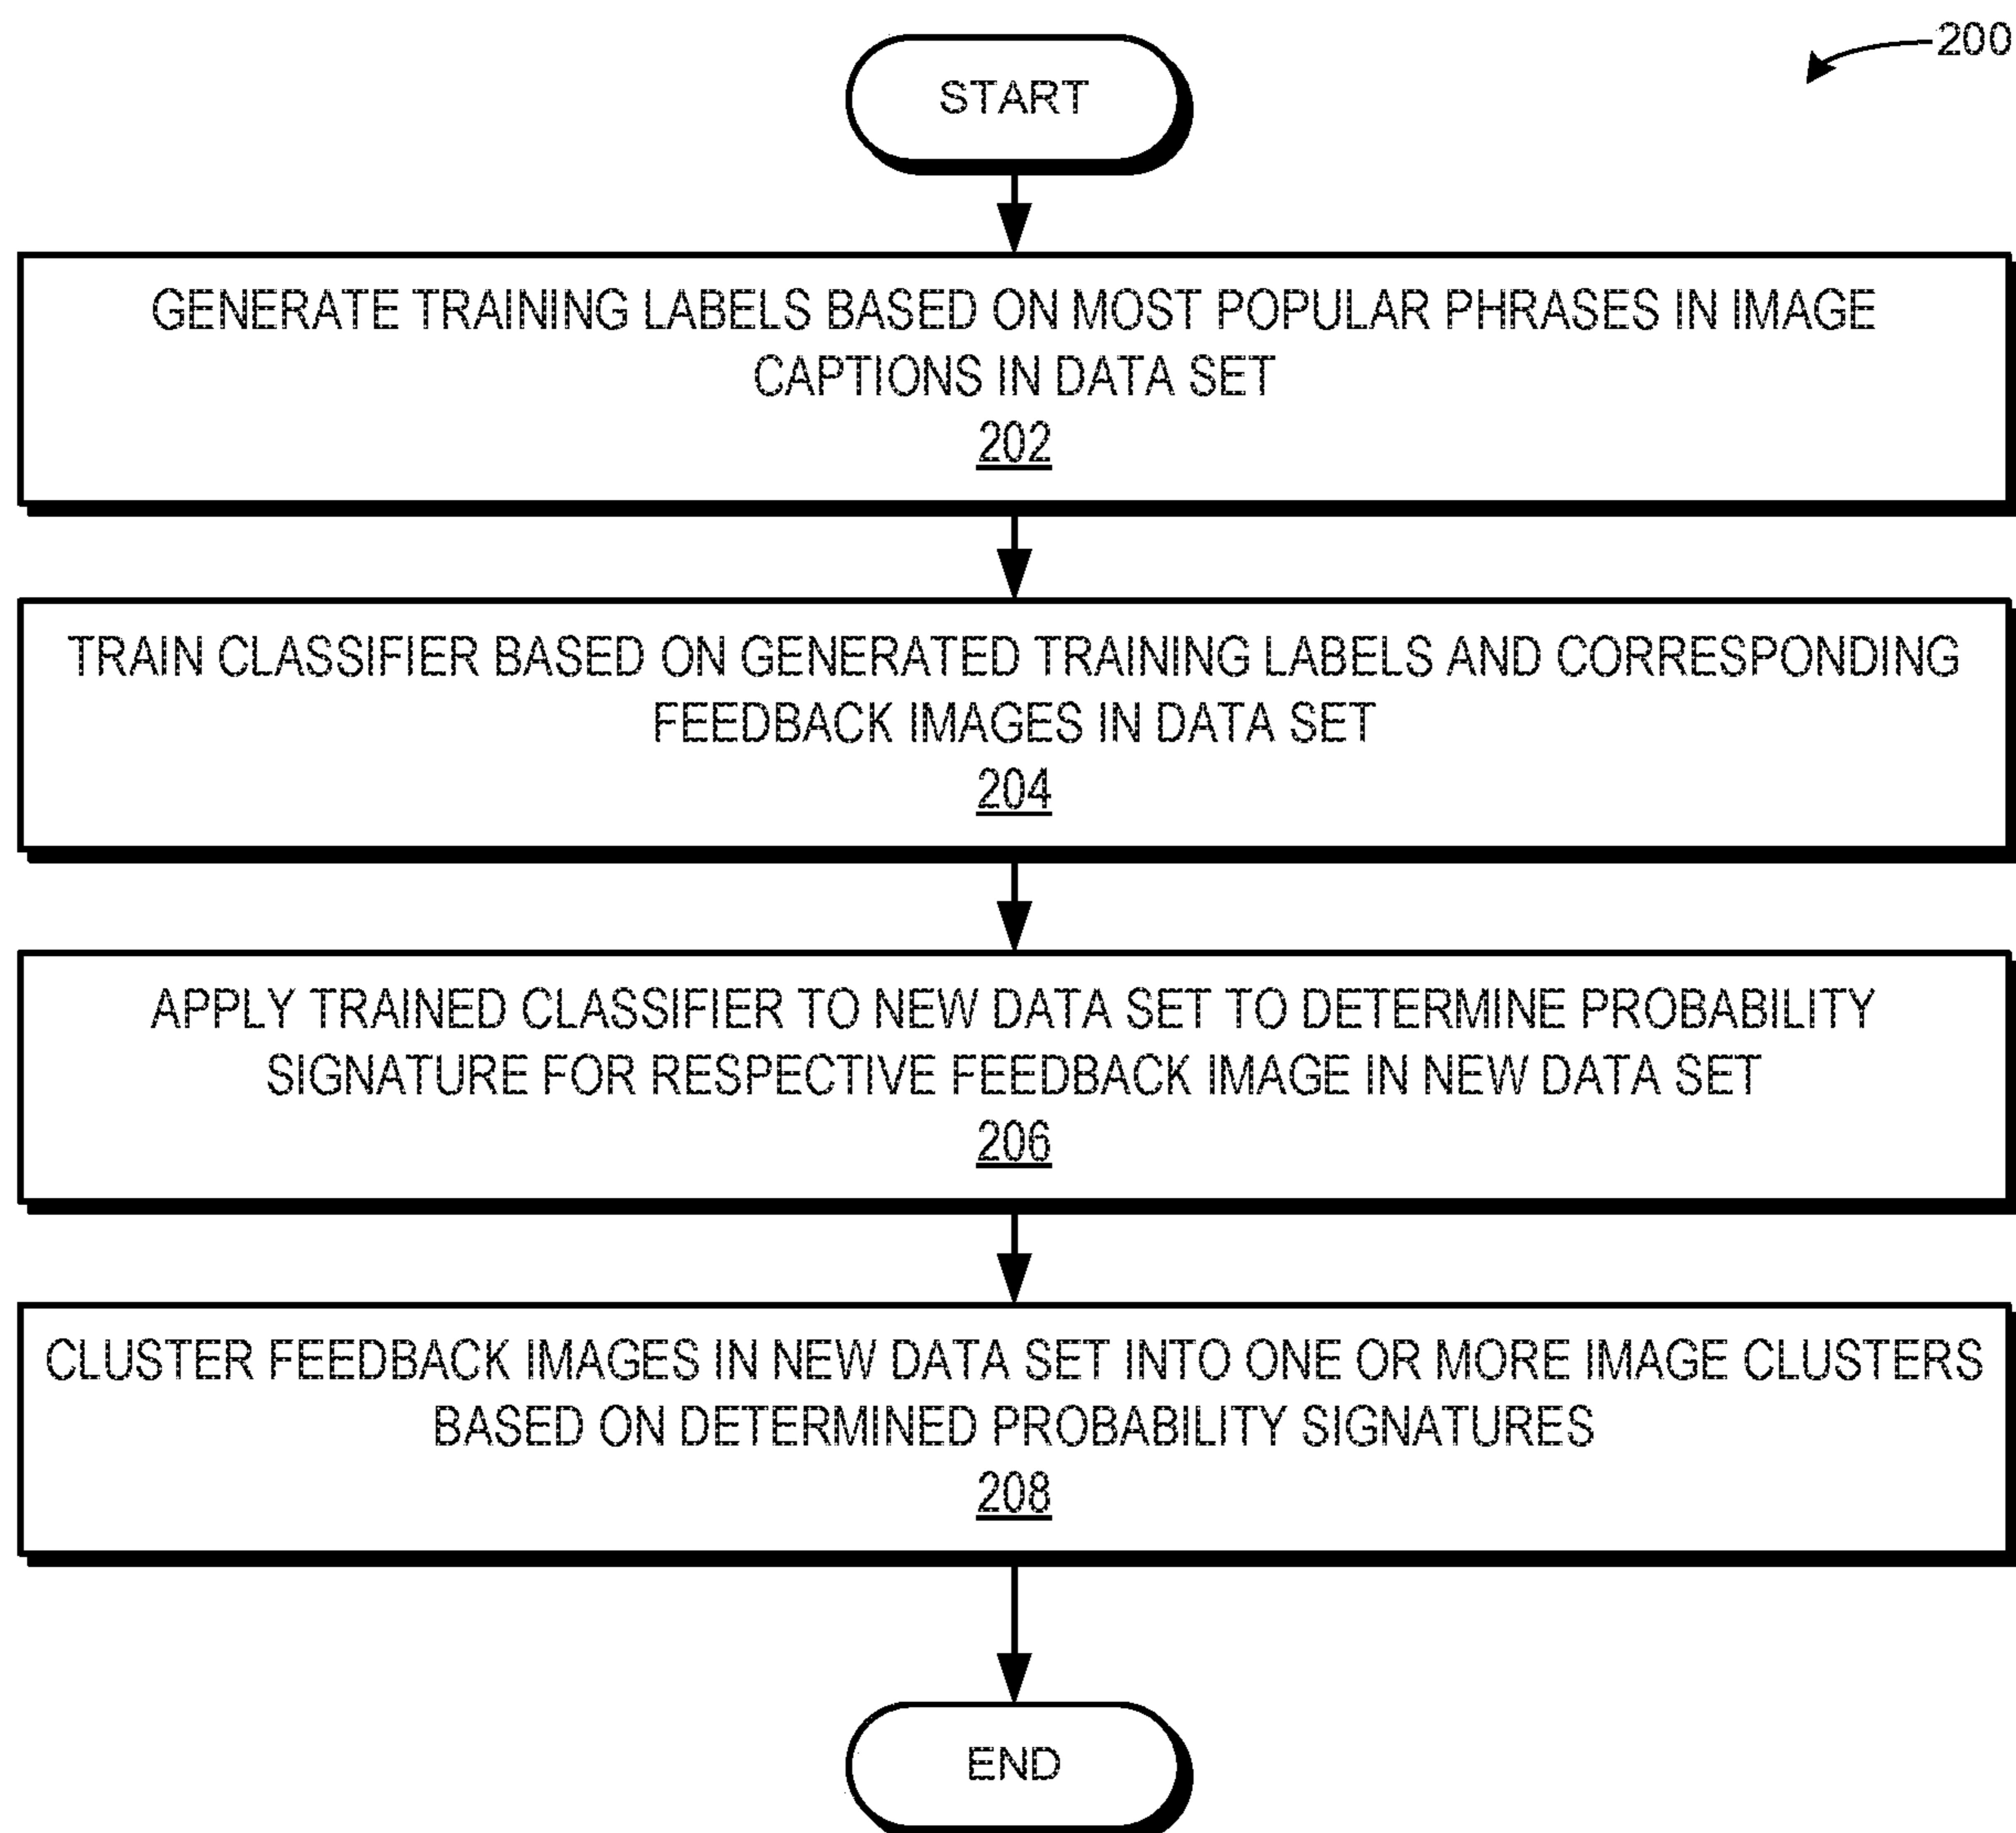 200
START
GENERATE TRAINING LABELS BASED ON MOST POPULAR PHRASES IN IMAGE
CAPTIONS IN DATA SET
202
TRAIN CLASSIFIER BASED ON GENERATED TRAINING LABELS AND CORRESPONDING
FEEDBACK IMAGES IN DATA SET
204
APPLY TRAINED CLASSIFIER TO NEW DATA SET TO DETERMINE PROBABILITY
SIGNATURE FOR RESPECTIVE FEEDBACK IMAGE IN NEW DATA SET
206
CLUSTER FEEDBACK IMAGES IN NEW DATA SET INTO ONE OR MORE IMAGE CLUSTERS
BASED ON DETERMINED PROBABILITY SIGNATURES
208
END